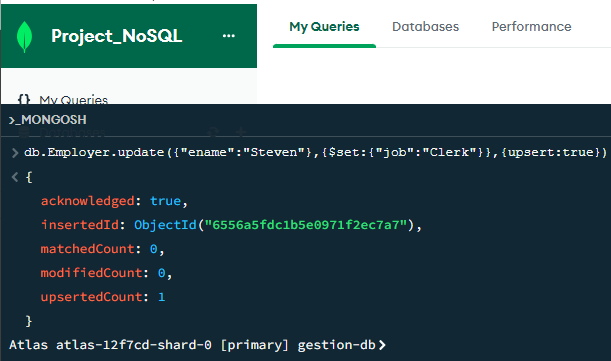 Project_NoSQL ...
My Queries Databases Performance
{} My Queries
>_MONGOSH
> db.Employer.update({"ename":"Steven"},{$set:{"job":"Clerk"}},{upsert:true})
< {
acknowledged: true,
insertedId: ObjectId("6556a5fdc1b5e0971f2ec7a7"),
matchedCount: 0,
modifiedCount: 0,
upsertedCount: 1
}
Atlas atlas-12f7cd-shard-0 [primary] gestion-db>